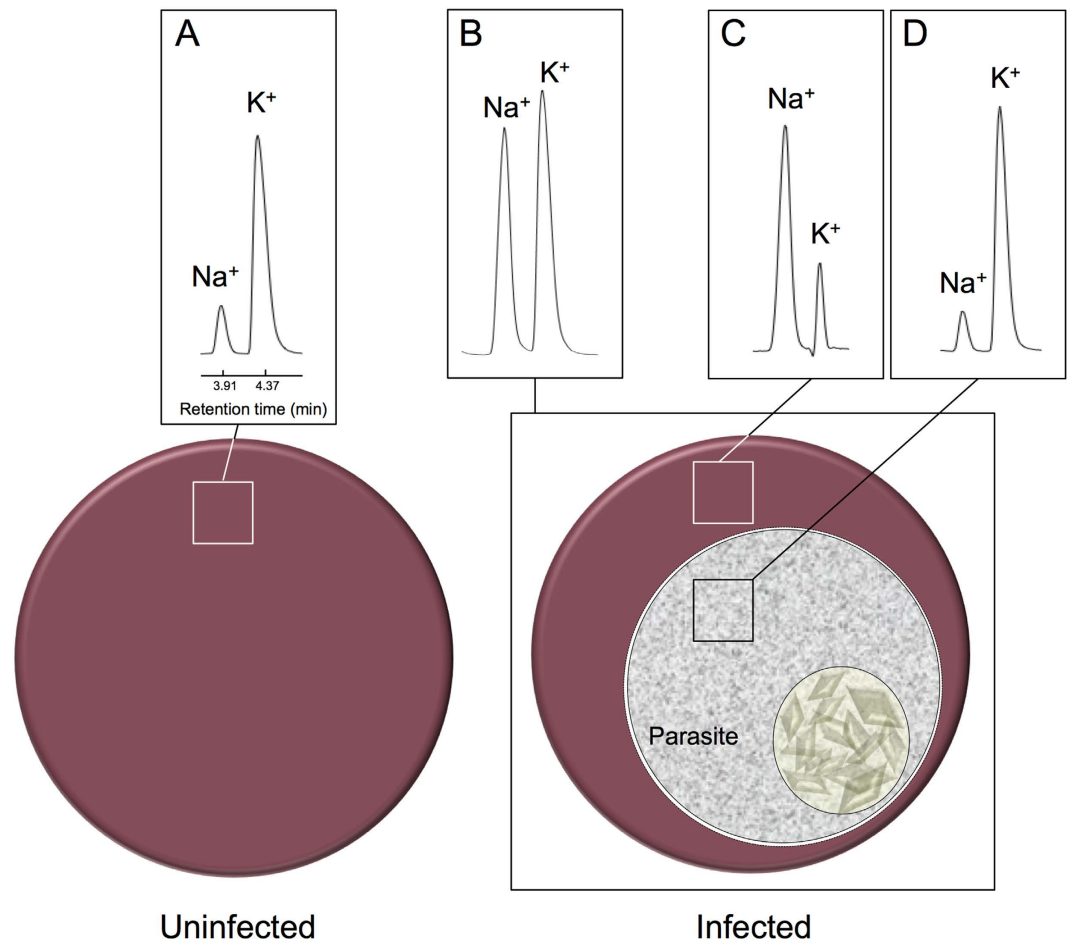 A
K⁺
Na⁺
3.91 4.37
Retention time (min)
B
K⁺
Na⁺
C
Na⁺
K⁺
D
K⁺
Na⁺
Parasite
Uninfected
Infected